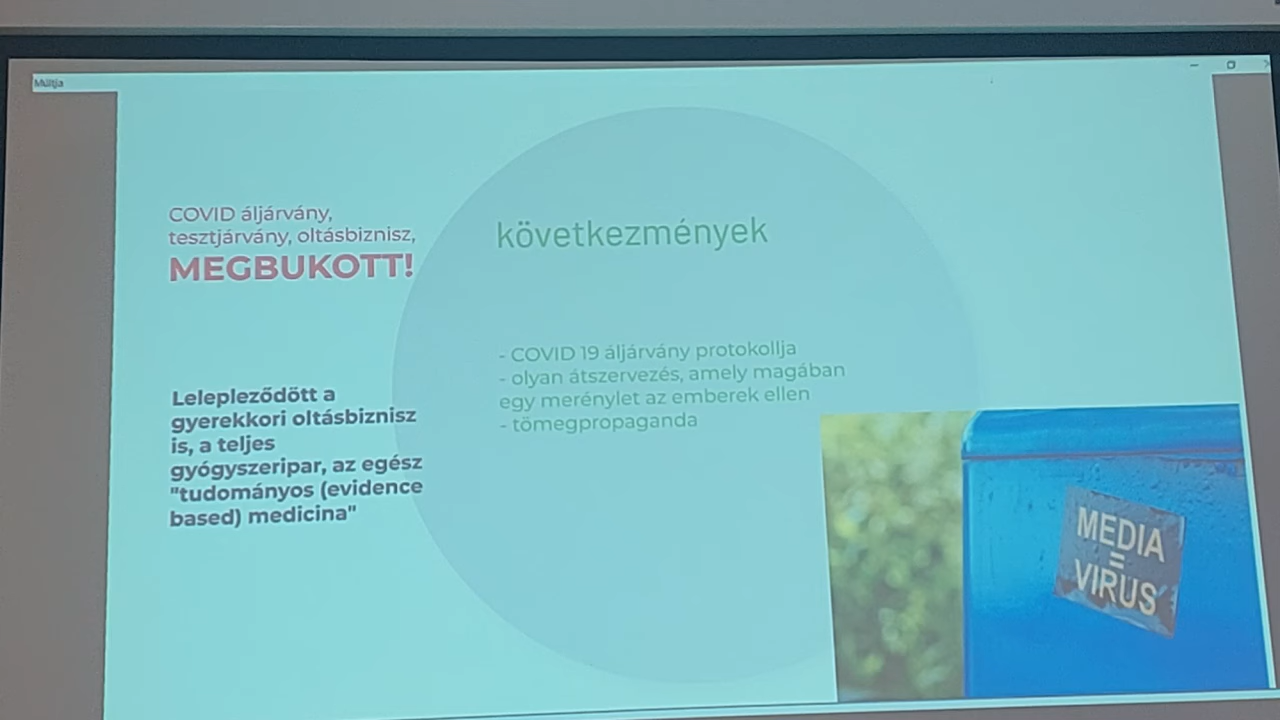 Múltja
COVID áljárvány,
tesztjárvány, oltásbiznisz,
MEGBUKOTT!
Lelepleződött a
gyerekkori oltásbiznisz
is, a teljes
gyógyszeripar, az egész
"tudományos (evidence
based) medicina"
következmények
- COVID 19 áljárvány protokollja
- olyan átszervezés, amely magában
egy merénylet az emberek ellen
- tömegpropaganda
MEDIA
=
VIRUS